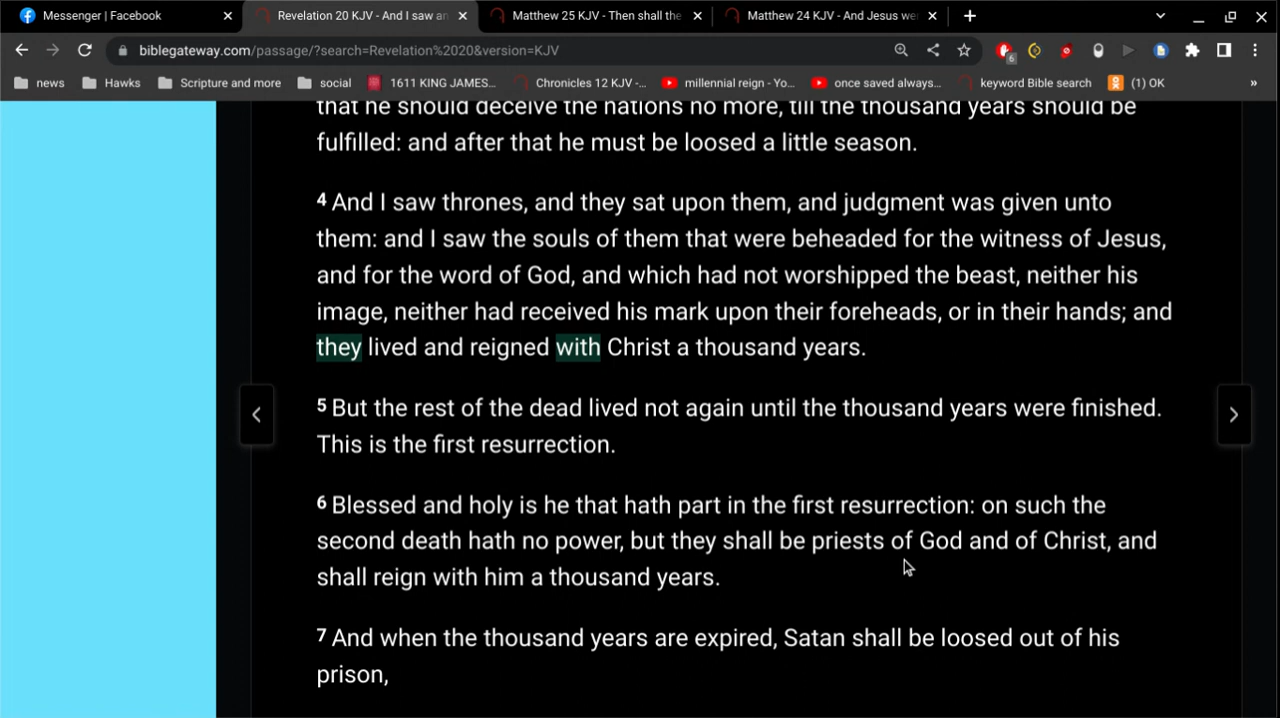 Messenger | Facebook
Revelation 20 KJV - And I saw an
Matthew 25 KJV - Then shall the
Matthew 24 KJV - And Jesus we
biblegateway.com/passage/?search=Revelation%2020&version=KJV
6
news
Hawks
Scripture and more
social
1611 KING JAMES...
Chronicles 12 KJV -...
millennial reign - Yo...
once saved always...
keyword Bible search
(1) OK
»
that he should deceive the nations no more, till the thousand years should be
fulfilled: and after that he must be loosed a little season.
4 And I saw thrones, and they sat upon them, and judgment was given unto
them: and I saw the souls of them that were beheaded for the witness of Jesus,
and for the word of God, and which had not worshipped the beast, neither his
image, neither had received his mark upon their foreheads, or in their hands; and
they lived and reigned with Christ a thousand years.
5 But the rest of the dead lived not again until the thousand years were finished.
This is the first resurrection.
6 Blessed and holy is he that hath part in the first resurrection: on such the
second death hath no power, but they shall be priests of God and of Christ, and
shall reign with him a thousand years.
7 And when the thousand years are expired, Satan shall be loosed out of his
prison,